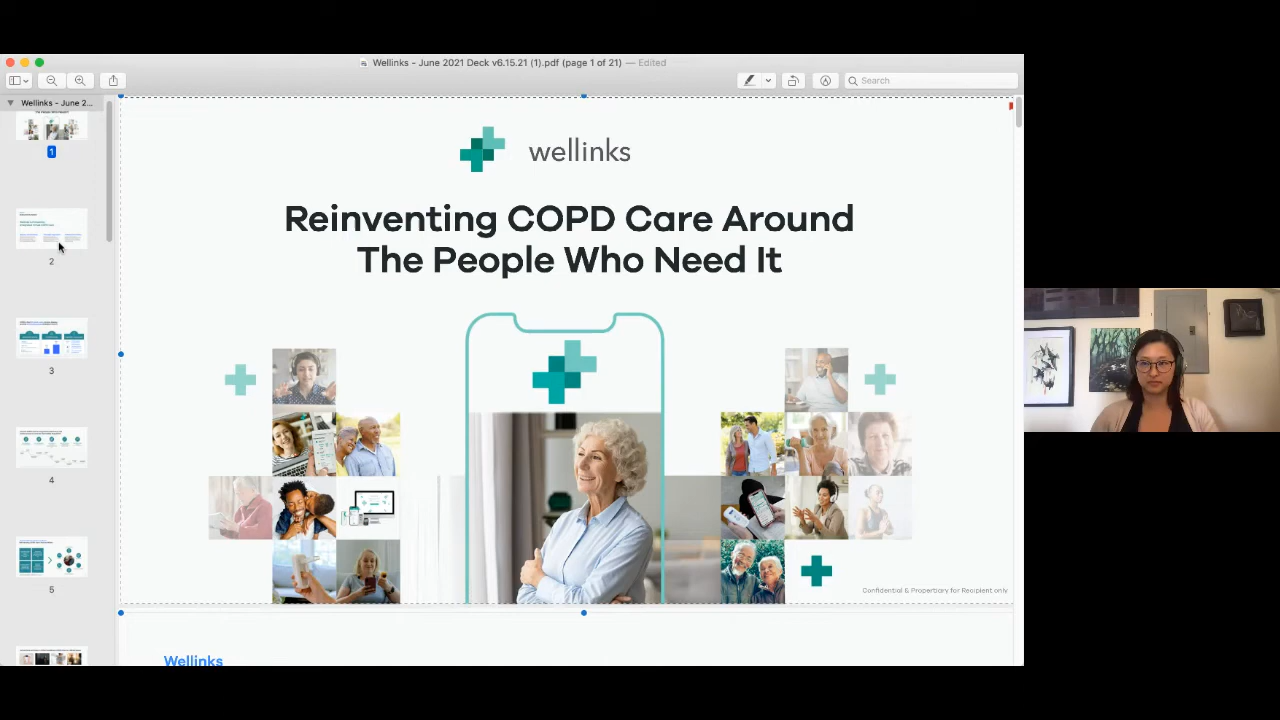 Wellinks - June 2021 Deck v6.15.21 (1).pdf (page 1 of 21) — Edited
Search
Wellinks - June 2...
1
2
3
4
5
wellinks
Reinventing COPD Care Around
The People Who Need It
Confidential & Propertiary for Recipient only
Wellinks